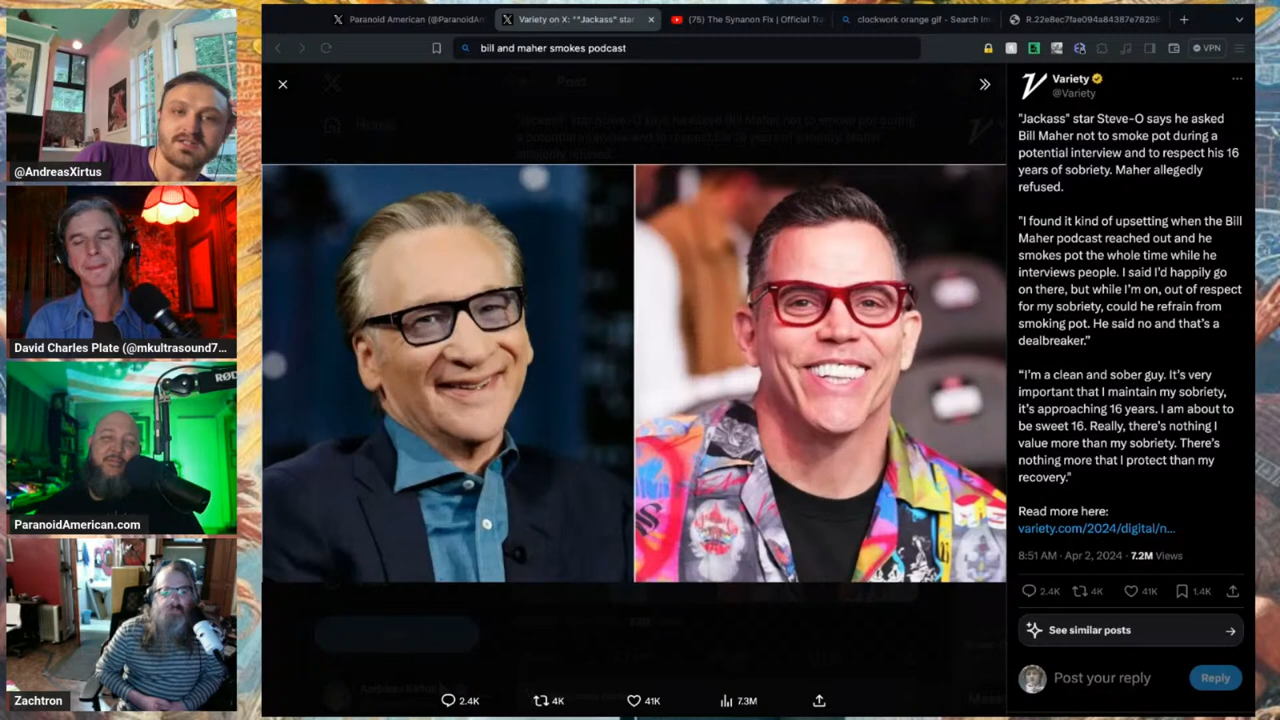 Paranoid American (@ParanoidAm
Variety on X: ""Jackass" star
(75) The Synanon Fix | Official Tra
clockwork orange gif - Search Im
R.22e8ec7fae094a84387e78298
bill and maher smokes podcast
VPN
Post
Home
Variety
@Variety
"Jackass" star Steve-O says he asked
Bill Maher not to smoke pot during a
potential interview and to respect his 16
years of sobriety. Maher allegedly
refused.
"I found it kind of upsetting when the Bill
Maher podcast reached out and he
smokes pot the whole time while he
interviews people. I said I'd happily go
on there, but while I'm on, out of respect
for my sobriety, could he refrain from
smoking pot. He said no and that's a
dealbreaker."
"I'm a clean and sober guy. It's very
important that I maintain my sobriety,
it's approaching 16 years. I am about to
be sweet 16. Really, there's nothing I
value more than my sobriety. There's
nothing more that I protect than my
recovery."
Read more here:
variety.com/2024/digital/n...
8:51 AM · Apr 2, 2024 · 7.2M Views
2.4K 4K 41K 1.4K
See similar posts
Post your reply
Reply
2.4K 4K 41K 7.3M
@AndreasXirtus
David Charles Plate (@mkultrasound7...
RØD
ParanoidAmerican.com
Zachtron